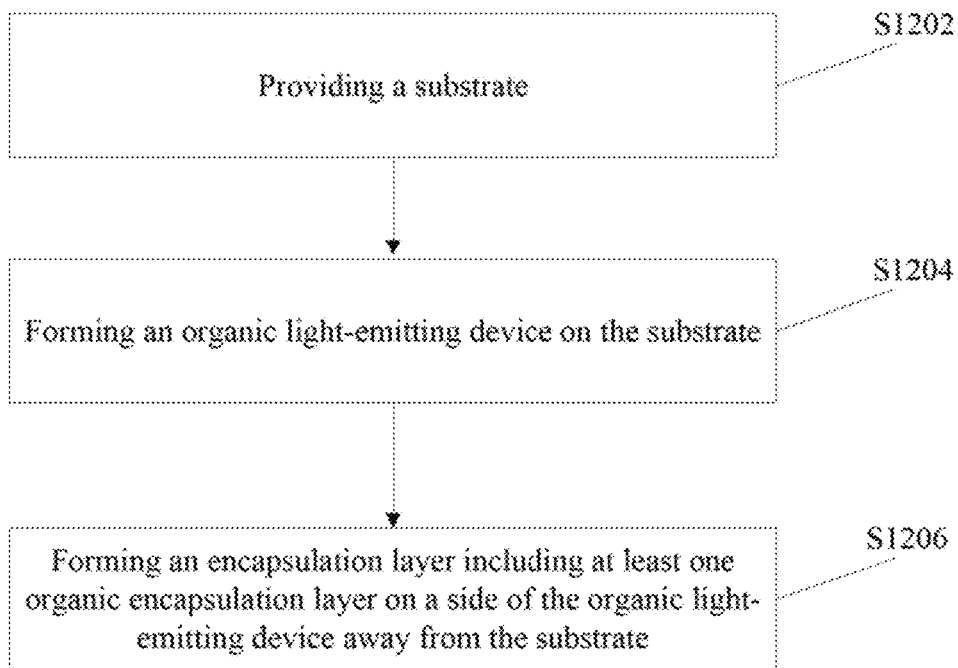 S1202
Providing a substrate
S1204
Forming an organic light-emitting device on the substrate
S1206
Forming an encapsulation layer including at least one
organic encapsulation layer on a side of the organic light-
emitting device away from the substrate